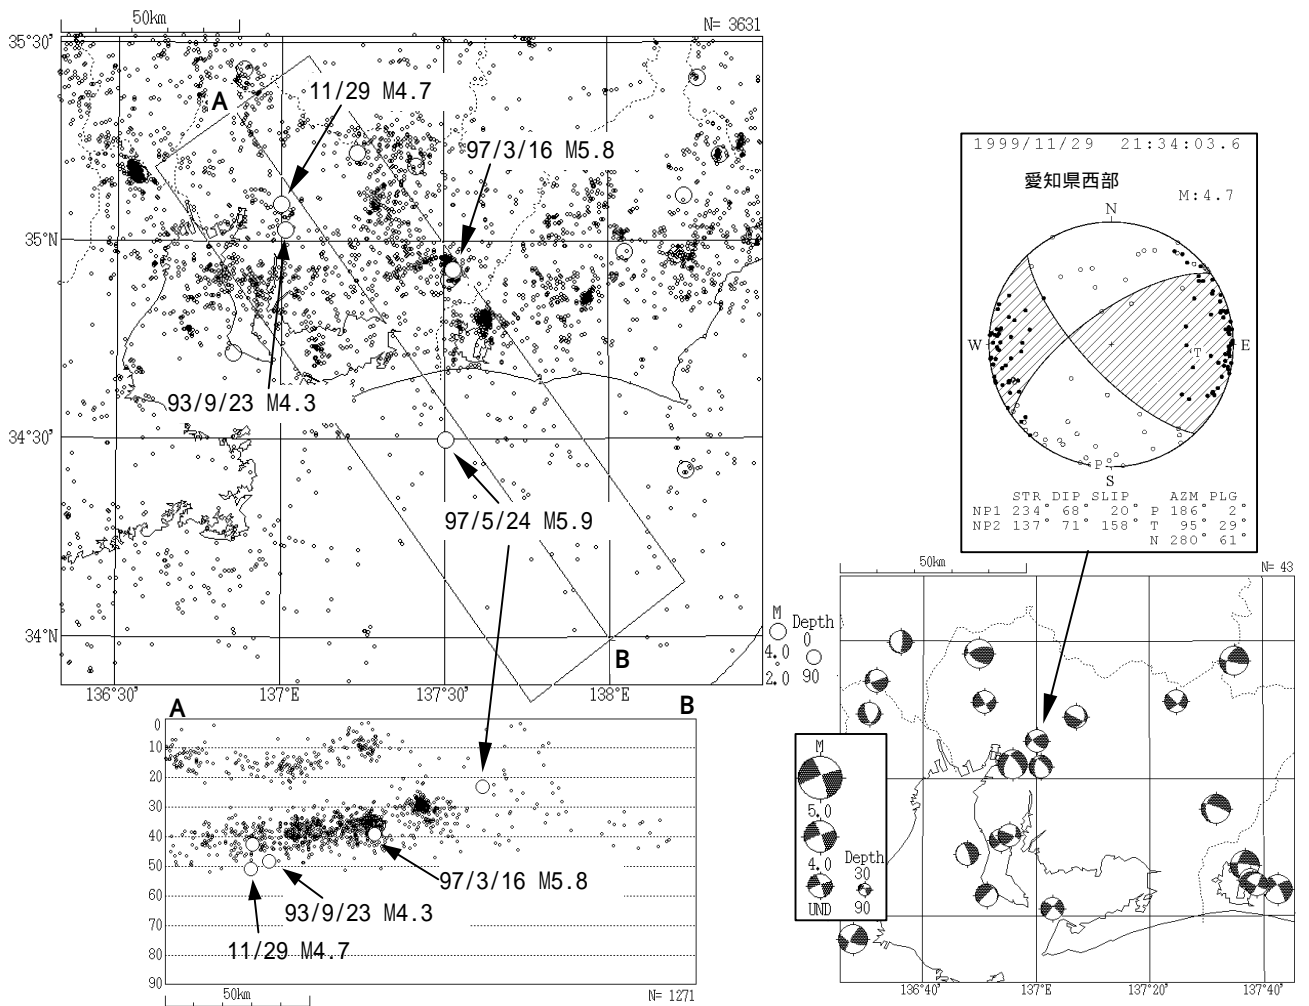 50km
N= 3631
35°30′
A
11/29 M4.7
97/3/16 M5.8
35°N
93/9/23 M4.3
34°30′
97/5/24 M5.9
34°N
B
136°30′
137°E
137°30′
138°E
M
4.0
2.0
Depth
0
90
A
B
0
10
20
30
40
50
60
70
80
90
97/3/16 M5.8
93/9/23 M4.3
11/29 M4.7
50km
N= 1271
1999/11/29 21:34:03.6
愛知県西部
M:4.7
N
W
E
T
P
S
STR DIP SLIP AZM PLG
NP1 234° 68° 20° P 186° 2°
NP2 137° 71° 158° T 95° 29°
N 280° 61°
50km
N= 43
M
5.0
4.0
UND
Depth
30
90
136°40′
137°E
137°20′
137°40′